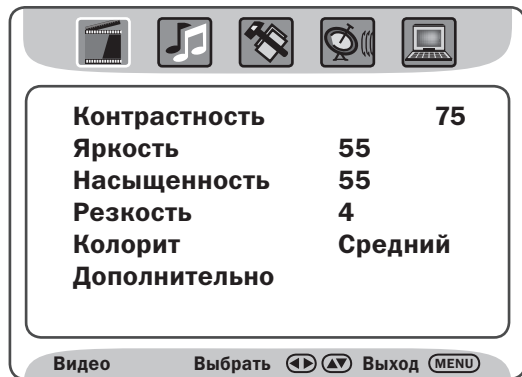 Контрастность 75
Яркость 55
Насыщенность 55
Резкость 4
Колорит Средний
Дополнительно
Видео Выбрать Выход MENU